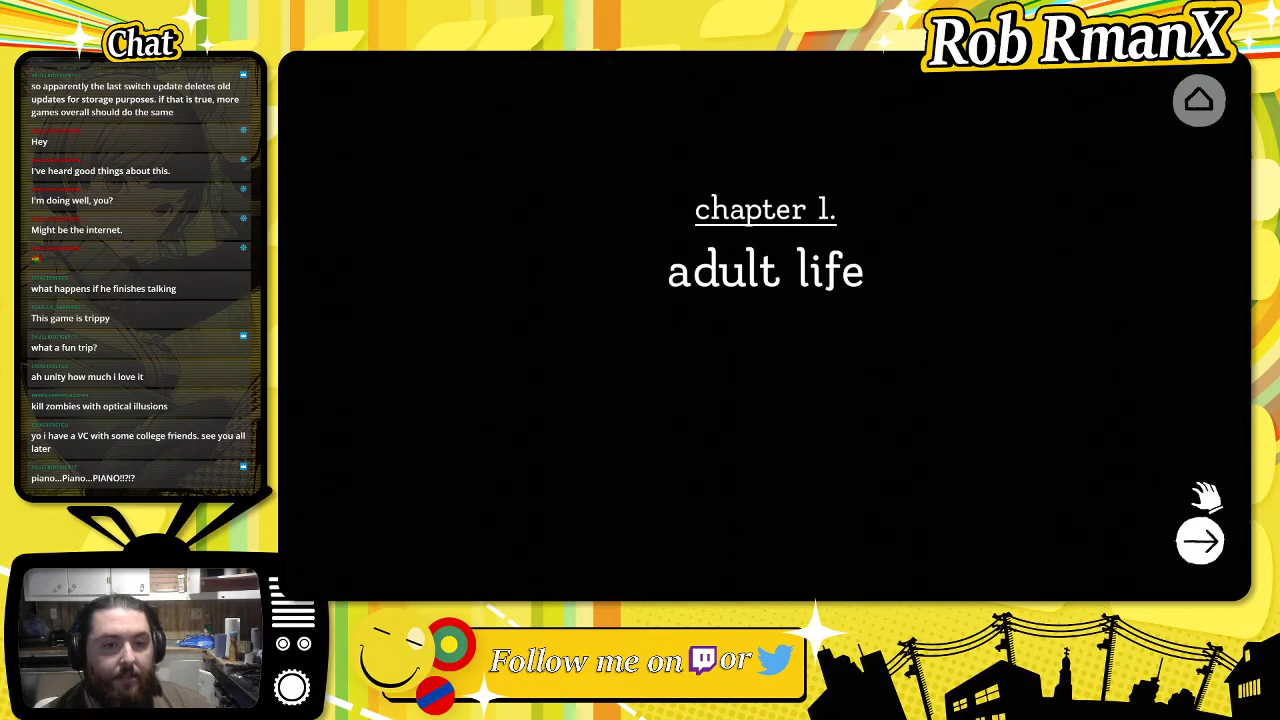 Chat
Rob RmanX
so apparently the last switch update deletes old
updates for storage purposes. if that is true, more
games overall should do the same
Hey
I've heard good things about this.
I'm doing well, you?
Might be the internet.
what happens if he finishes talking
This game is trippy
what a fun trip?
ah unity how much i love it
kill zombies with optical illusions
yo i have a VC with some college friends. see you all
later
piano...Piano...PIANO!!?!?
chapter 1.
adult life
Follow me on or